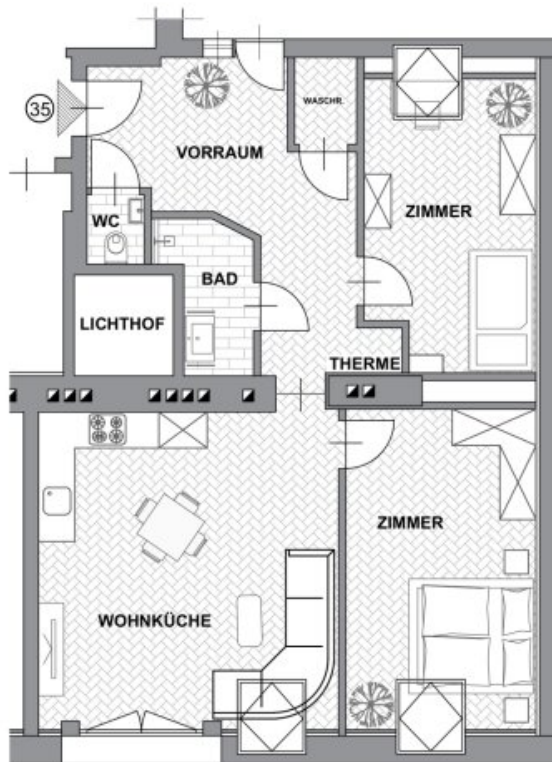 35
WASCHR.
VORRAUM
ZIMMER
WC
BAD
LICHTHOF
THERME
ZIMMER
WOHNKÜCHE